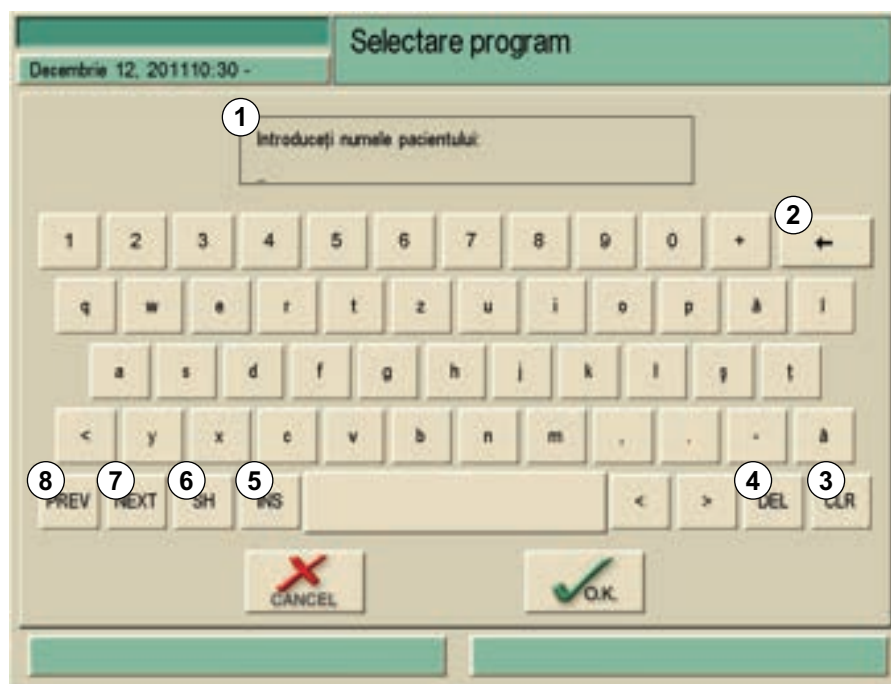 Selectare program
Decembrie 12, 201110:30 -
1
Introduceți numele pacientului:
2
1 2 3 4 5 6 7 8 9 0 + ←
q w e r t z u i o p
a s d f g h j k l ș ț
< y x c v b n m , . -
8 7 6 5 4 3
PREV NEXT SH INS < > DEL CLR
CANCEL O.K.